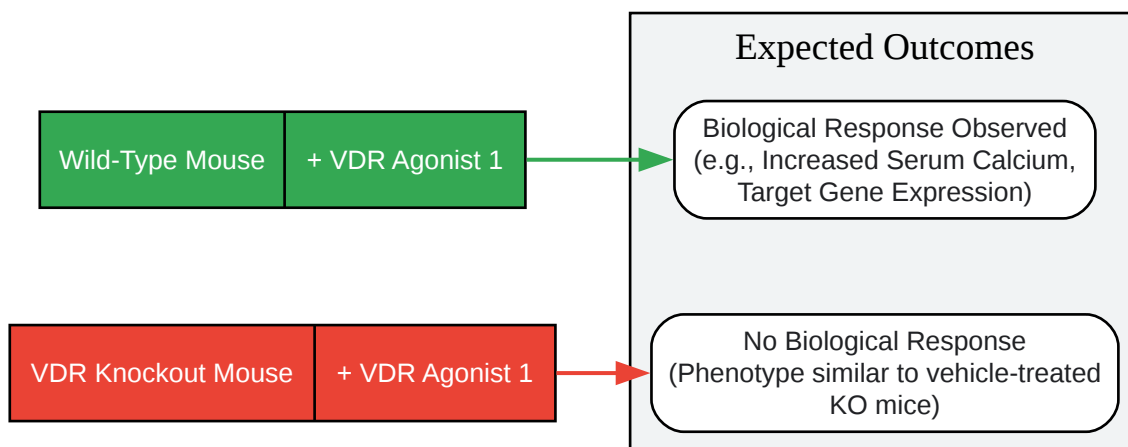 Expected Outcomes
Wild-Type Mouse
+ VDR Agonist 1
Biological Response Observed
(e.g., Increased Serum Calcium,
Target Gene Expression)
VDR Knockout Mouse
+ VDR Agonist 1
No Biological Response
(Phenotype similar to vehicle-treated
KO mice)